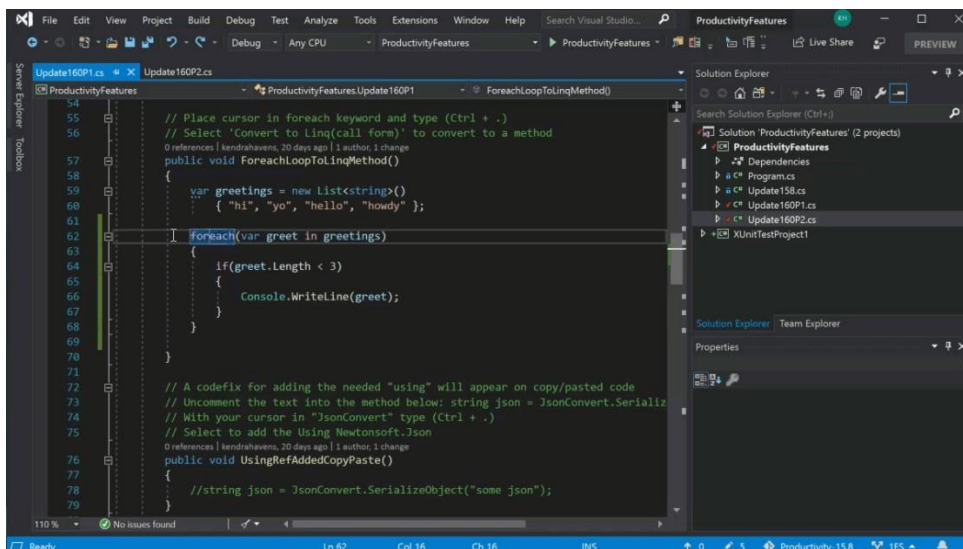 File Edit View Project Build Debug Test Analyze Tools Extensions Window Help Search Visual Studio... ProductivityFeatures KH
Debug Any CPU ProductivityFeatures ProductivityFeatures Live Share PREVIEW
Server Explorer
Toolbox
Update160P1.cs Update160P2.cs
ProductivityFeatures ProductivityFeatures.Update160P1 ForeachLoopToLinqMethod()
54
55 // Place cursor in foreach keyword and type (Ctrl + .)
56 // Select 'Convert to Linq(call form)' to convert to a method
0 references | kendrahavens, 20 days ago | 1 author, 1 change
57 public void ForeachLoopToLinqMethod()
58 {
59 var greetings = new List<string>()
60 { "hi", "yo", "hello", "howdy" };
61
62 foreach(var greet in greetings)
63 {
64 if(greet.Length < 3)
65 {
66 Console.WriteLine(greet);
67 }
68 }
69
70 }
71
72 // A codefix for adding the needed "using" will appear on copy/pasted code
73 // Uncomment the text into the method below: string json = JsonConvert.Serializ
74 // With your cursor in "JsonConvert" type (Ctrl + .)
75 // Select to add the Using Newtonsoft.Json
0 references | kendrahavens, 20 days ago | 1 author, 1 change
76 public void UsingRefAddedCopyPaste()
77 {
78 //string json = JsonConvert.SerializeObject("some json");
79 }
110 % No issues found
Solution Explorer
Search Solution Explorer (Ctrl+;)
Solution 'ProductivityFeatures' (2 projects)
C# ProductivityFeatures
Dependencies
C# Program.cs
C# Update158.cs
C# Update160P1.cs
C# Update160P2.cs
C# XUnitTestProject1
Solution Explorer Team Explorer
Properties
Ready Ln 62 Col 16 Ch 16 INS 0 5 Productivity-15.8 1ES